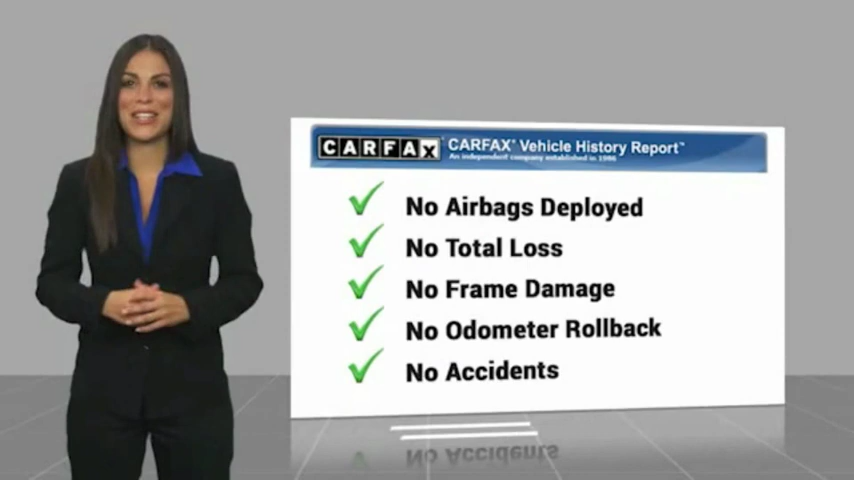 CARFAX CARFAX® Vehicle History Report™
An independent company established in 1986
No Airbags Deployed
No Total Loss
No Frame Damage
No Odometer Rollback
No Accidents
No Accidents